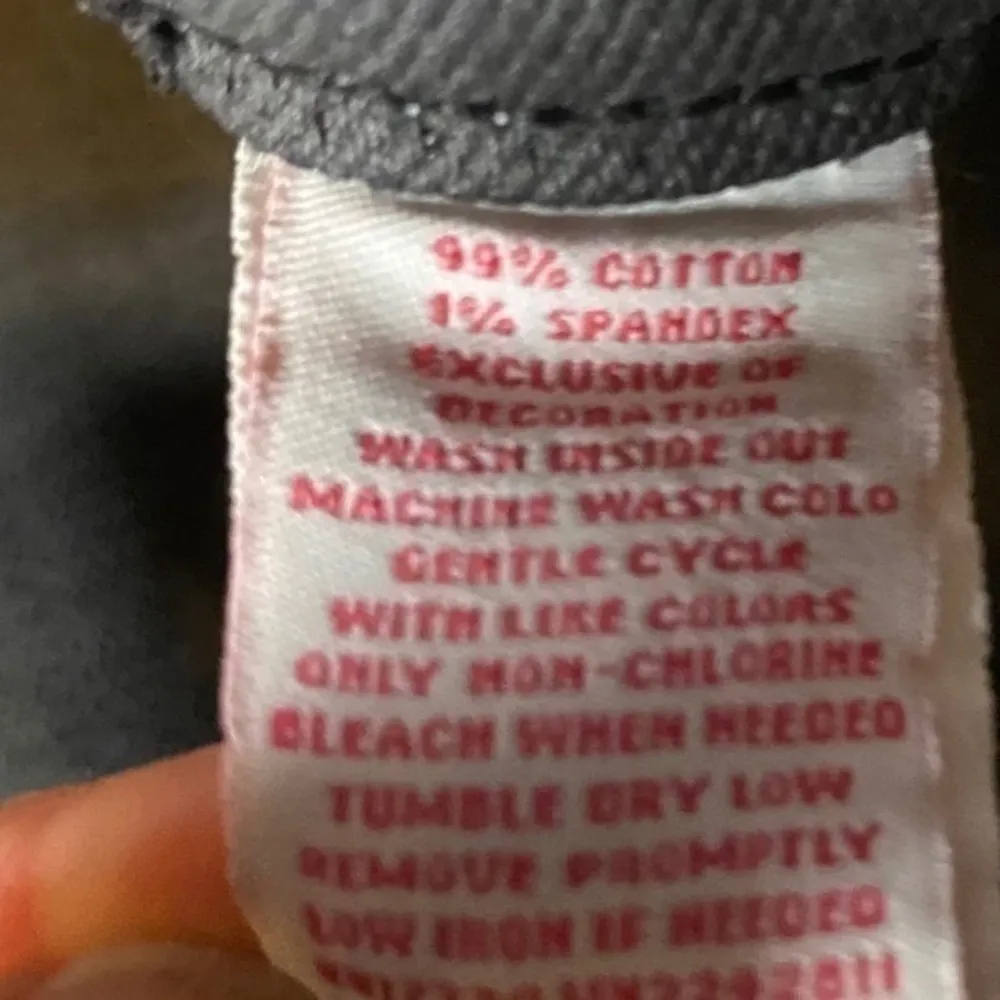 99% COTTON
1% SPANDEX
EXCLUSIVE OF
DECORATION
WASH INSIDE OUT
MACHINE WASH COLD
GENTLE CYCLE
WITH LIKE COLORS
ONLY NON-CHLORINE
BLEACH WHEN NEEDED
TUMBLE DRY LOW
REMOVE PROMPTLY
LOW IRON IF NEEDED